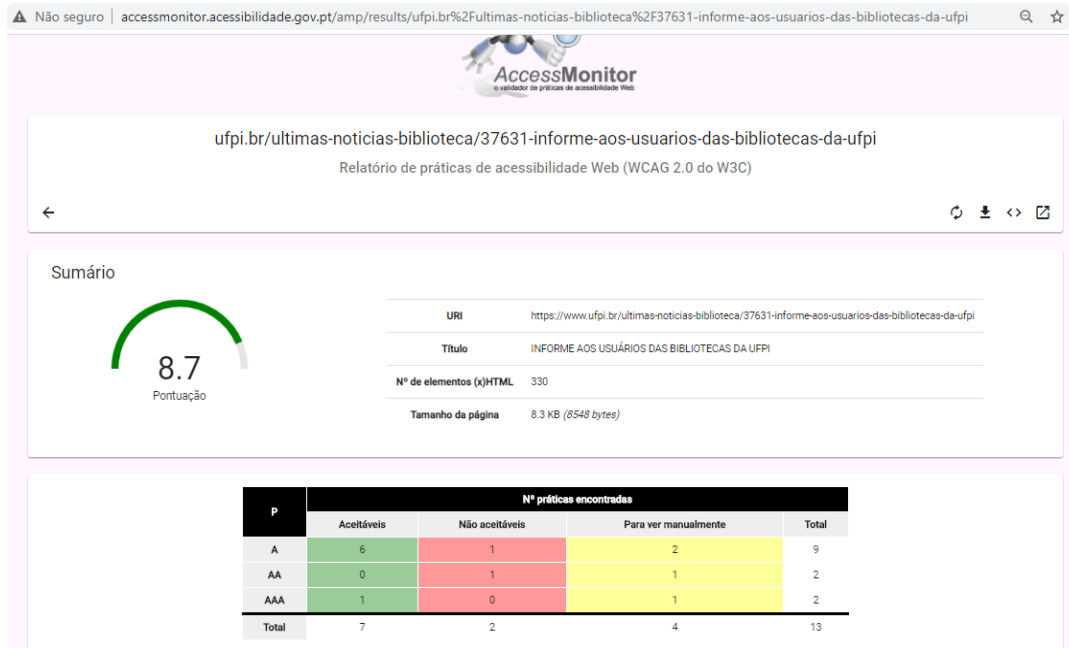 Não seguro | accessmonitor.acessibilidade.gov.pt/amp/results/ufpi.br%2Fultimas-noticias-biblioteca%2F37631-informe-aos-usuarios-das-bibliotecas-da-ufpi
AccessMonitor
o validador de práticas de acessibilidade Web
ufpi.br/ultimas-noticias-biblioteca/37631-informe-aos-usuarios-das-bibliotecas-da-ufpi
Relatório de práticas de acessibilidade Web (WCAG 2.0 do W3C)
Sumário
8.7
Pontuação
URI https://www.ufpi.br/ultimas-noticias-biblioteca/37631-informe-aos-usuarios-das-bibliotecas-da-ufpi
Título INFORME AOS USUÁRIOS DAS BIBLIOTECAS DA UFPI
Nº de elementos (x)HTML 330
Tamanho da página 8.3 KB (8548 bytes)
P Nº práticas encontradas
Aceitáveis Não aceitáveis Para ver manualmente Total
A 6 1 2 9
AA 0 1 1 2
AAA 1 0 1 2
Total 7 2 4 13